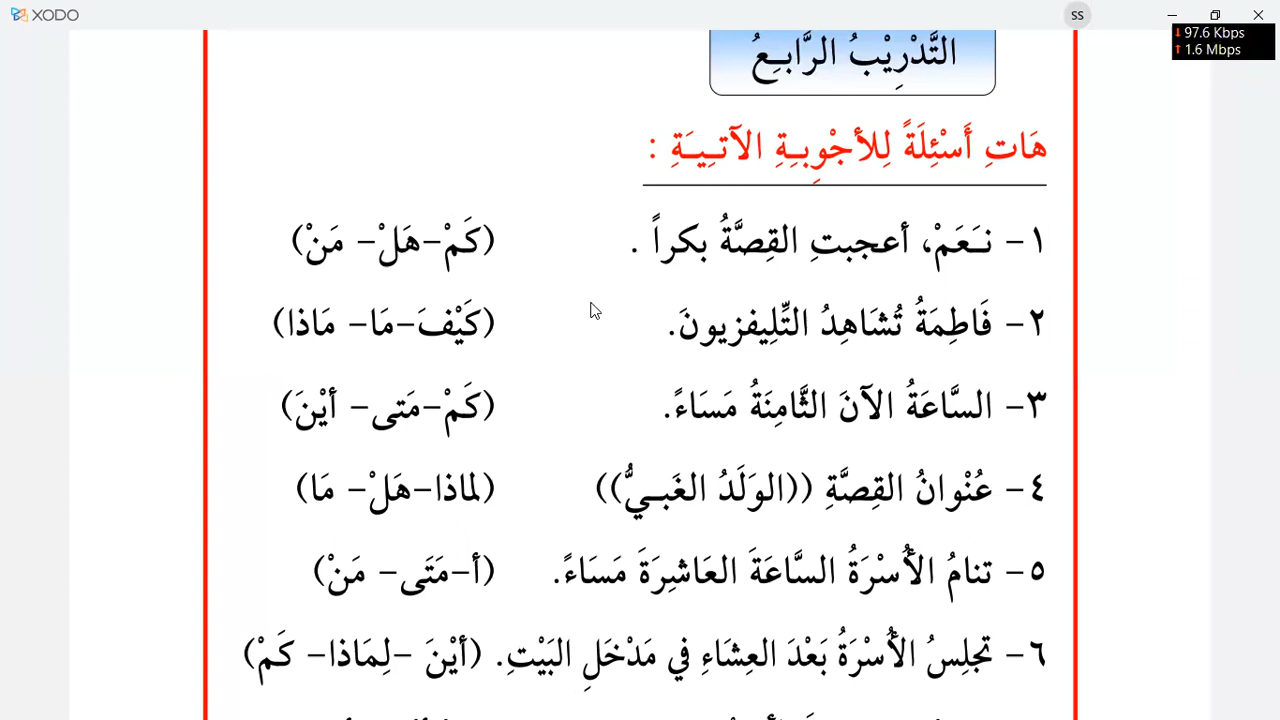 XODO
SS
97.6 Kbps
1.6 Mbps
التَّدْرِيْبُ الرَّابِعُ
هَاتِ أَسْئِلَةً لِلأَجْوِبِةِ الآتِيَةِ :
١- نَعَمْ، أعجبتِ القِصَّةُ بكراً . (كَمْ-هَلْ- مَنْ)
٢- فَاطِمَةُ تُشَاهِدُ التِّلِيفزيونَ. (كَيْفَ-مَا- مَاذا)
٣- السَّاعَةُ الآنَ الثَّامِنَةُ مَسَاءً. (كَمْ-مَتى- أيْنَ)
٤- عُنْوانُ القِصَّةِ ((الوَلَدُ الغَبيُّ)) (لماذا-هَلْ- مَا)
٥- تنامُ الأُسْرَةُ السَّاعَةَ العَاشِرَةَ مَسَاءً. (أ-مَتَى- مَنْ)
٦- تجلِسُ الأُسْرَةُ بَعْدَ العِشَاءِ في مَدْخَلِ البَيْتِ. (أيْنَ -لِمَاذا- كَمْ)